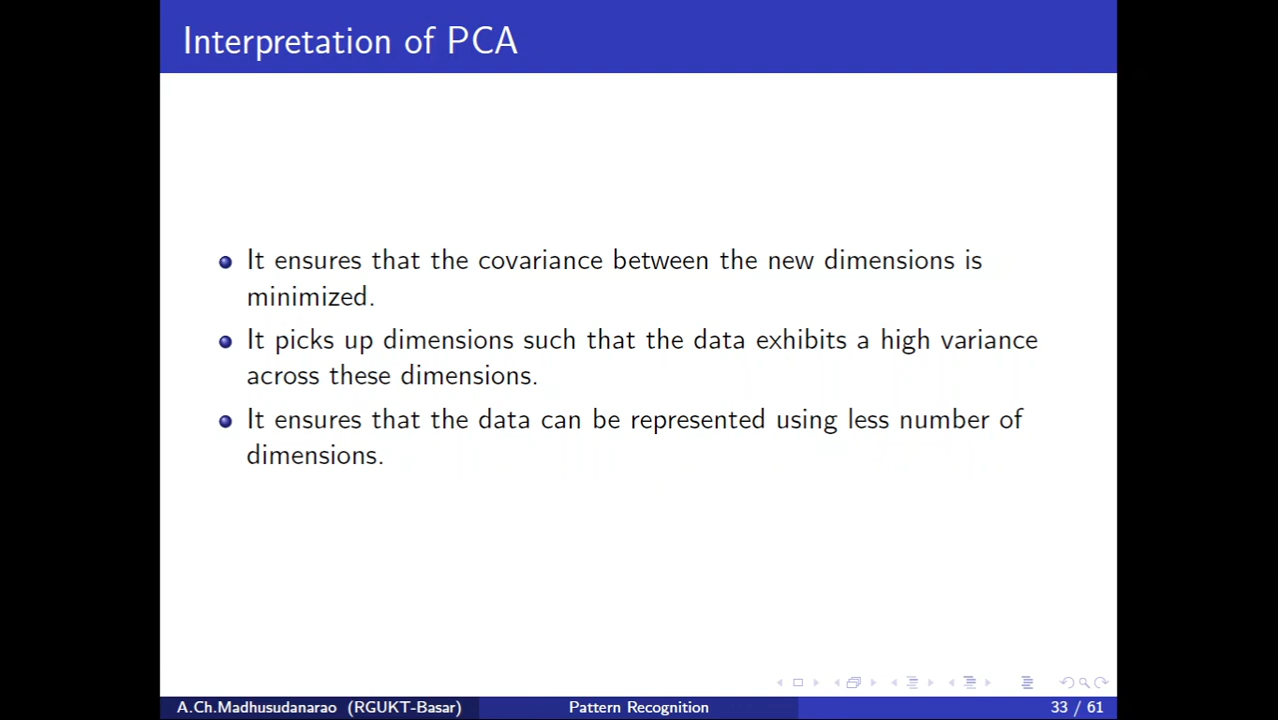 Interpretation of PCA
It ensures that the covariance between the new dimensions is
minimized.
It picks up dimensions such that the data exhibits a high variance
across these dimensions.
It ensures that the data can be represented using less number of
dimensions.
A.Ch.Madhusudanarao (RGUKT-Basar) Pattern Recognition 33 / 61